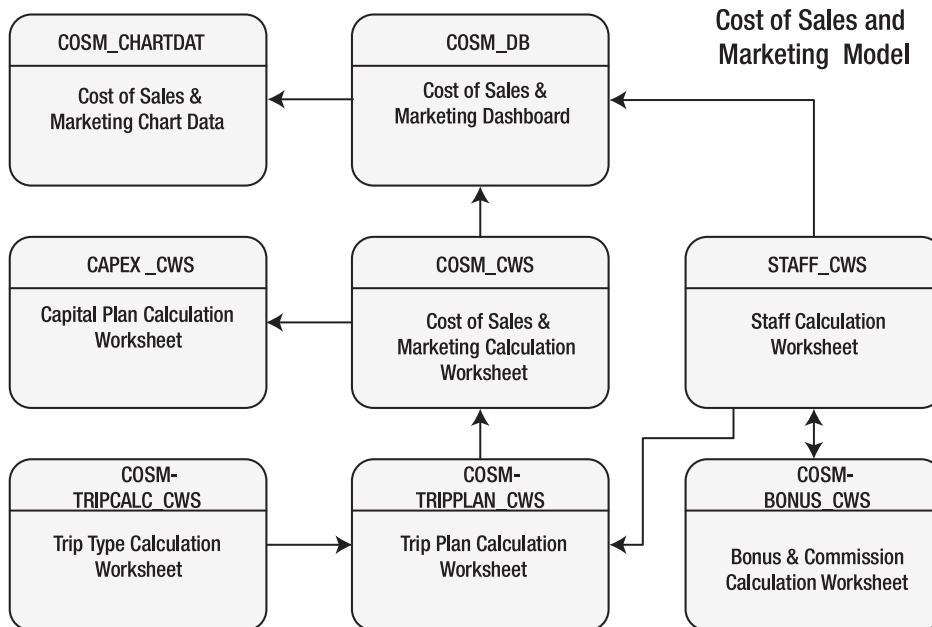 Cost of Sales and
Marketing Model
COSM_CHARTDAT
Cost of Sales &
Marketing Chart Data
COSM_DB
Cost of Sales &
Marketing Dashboard
CAPEX _CWS
Capital Plan Calculation
Worksheet
COSM_CWS
Cost of Sales &
Marketing Calculation
Worksheet
STAFF_CWS
Staff Calculation
Worksheet
COSM-
TRIPCALC_CWS
Trip Type Calculation
Worksheet
COSM-
TRIPPLAN_CWS
Trip Plan Calculation
Worksheet
COSM-
BONUS_CWS
Bonus & Commission
Calculation Worksheet